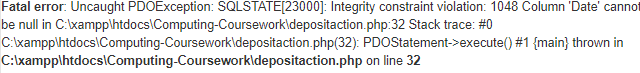 Fatal error: Uncaught PDOException: SQLSTATE[23000]: Integrity constraint violation: 1048 Column 'Date' cannot
be null in C:\xampp\htdocs\Computing-Coursework\depositaction.php:32 Stack trace: #0
C:\xampp\htdocs\Computing-Coursework\depositaction.php(32): PDOStatement->execute() #1 {main} thrown in
C:\xampp\htdocs\Computing-Coursework\depositaction.php on line 32